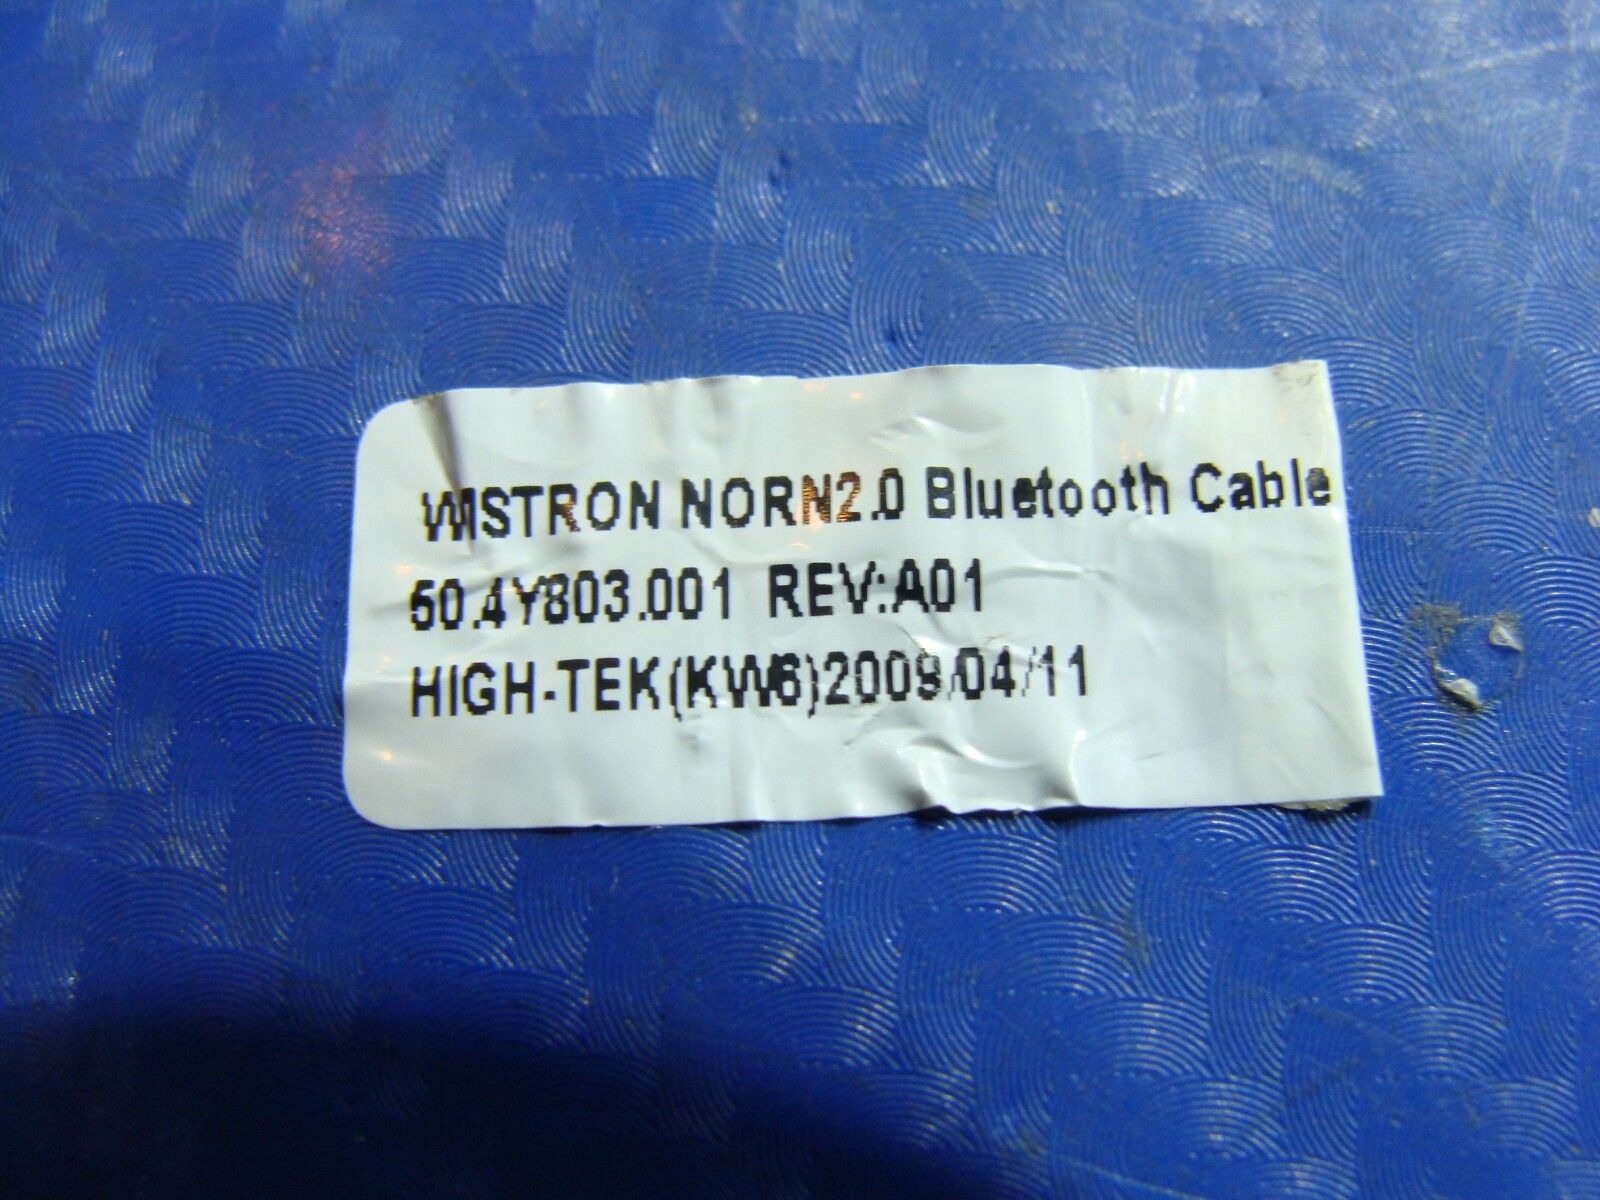 WISTRON NORN2.0 Bluetooth Cable
50.4Y803.001 REV:A01
HIGH-TEK(KW6)2009/04/11